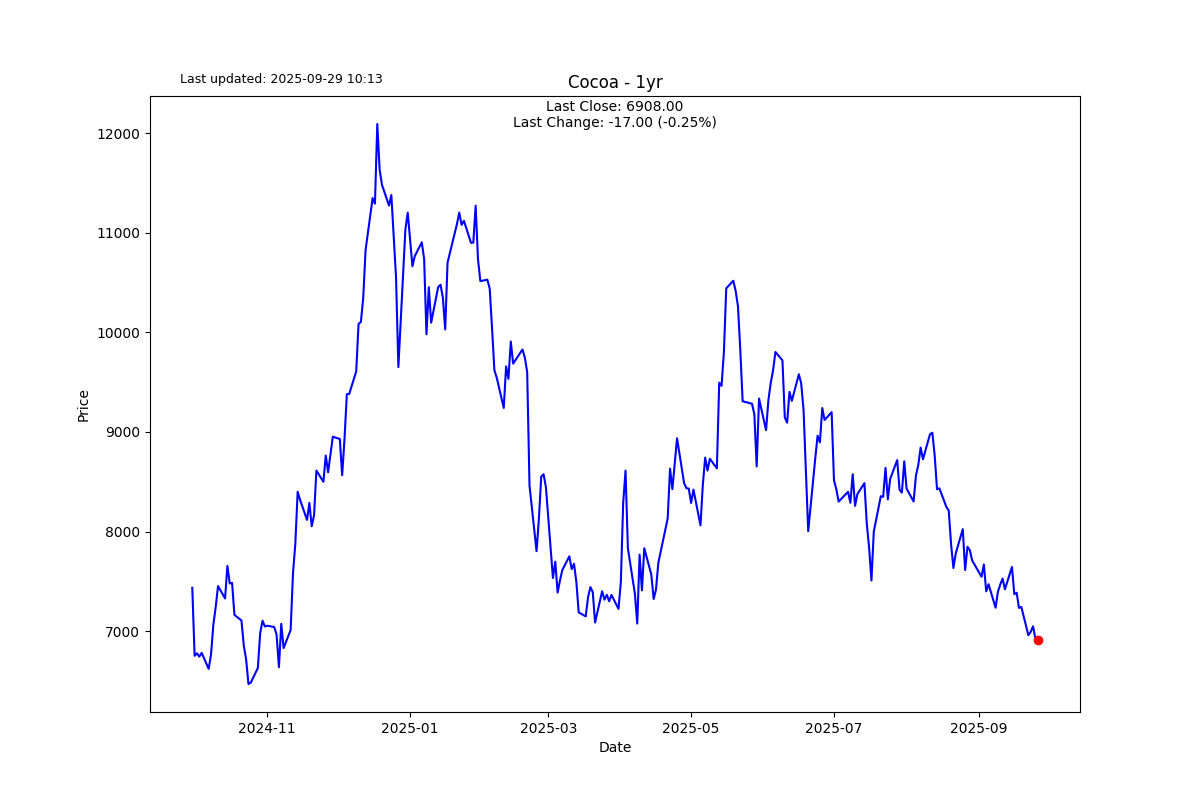 Last updated: 2025-09-29 10:13
Cocoa - 1yr
Last Close: 6908.00
Last Change: -17.00 (-0.25%)
12000
11000
10000
9000
8000
7000
Price
2024-11
2025-01
2025-03
2025-05
2025-07
2025-09
Date